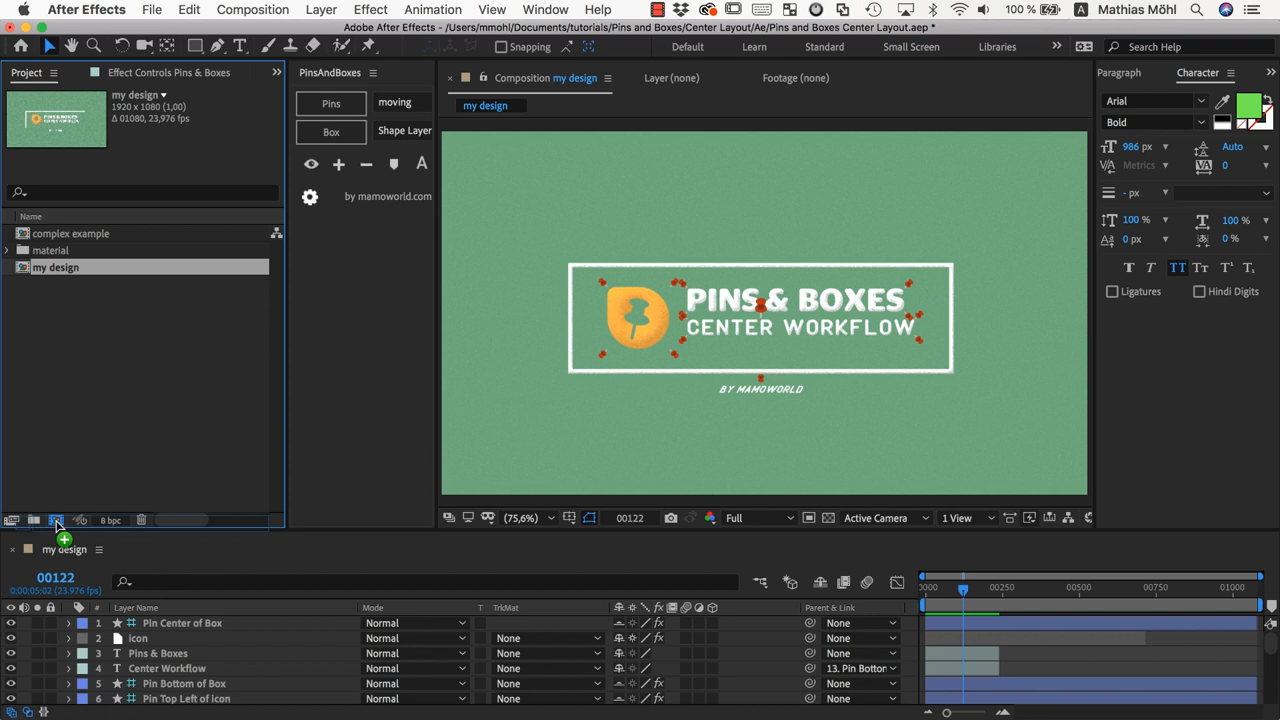 After Effects File Edit Composition Layer Effect Animation View Window Help 100 % A Mathias Möhl
Adobe After Effects - /Users/mmohl/Documents/tutorials/Pins and Boxes/Center Layout/Ae/Pins and Boxes Center Layout.aep *
Snapping Default Learn Standard Small Screen Libraries Search Help
Project Effect Controls Pins & Boxes
my design
1920 x 1080 (1,00)
Δ 01080, 23,976 fps)
Name
complex example
material
my design
8 bpc
PinsAndBoxes
Pins moving
Box Shape Layer
A
by mamoworld.com
Composition my design Layer (none) Footage (none)
my design
PINS & BOXES
CENTER WORKFLOW
BY MAMOWORLD
(75,6%) 00122 Full Active Camera 1 View
Paragraph Character
Arial
Bold
986 px Auto
Metrics 0
- px
100 % 100 %
0 px 0 %
T T TT Tт T¹ T₁
Ligatures Hindi Digits
my design
00122
0:00:05:02 (23.976 fps)
0000 00250 00500 00750 01000
# Layer Name Mode T TrkMat Parent & Link
1 Pin Center of Box Normal None
2 icon Normal None None
3 Pins & Boxes Normal None None
4 Center Workflow Normal None 13. Pin Bottor
5 Pin Bottom of Box Normal None None
6 Pin Top Left of icon Normal None None